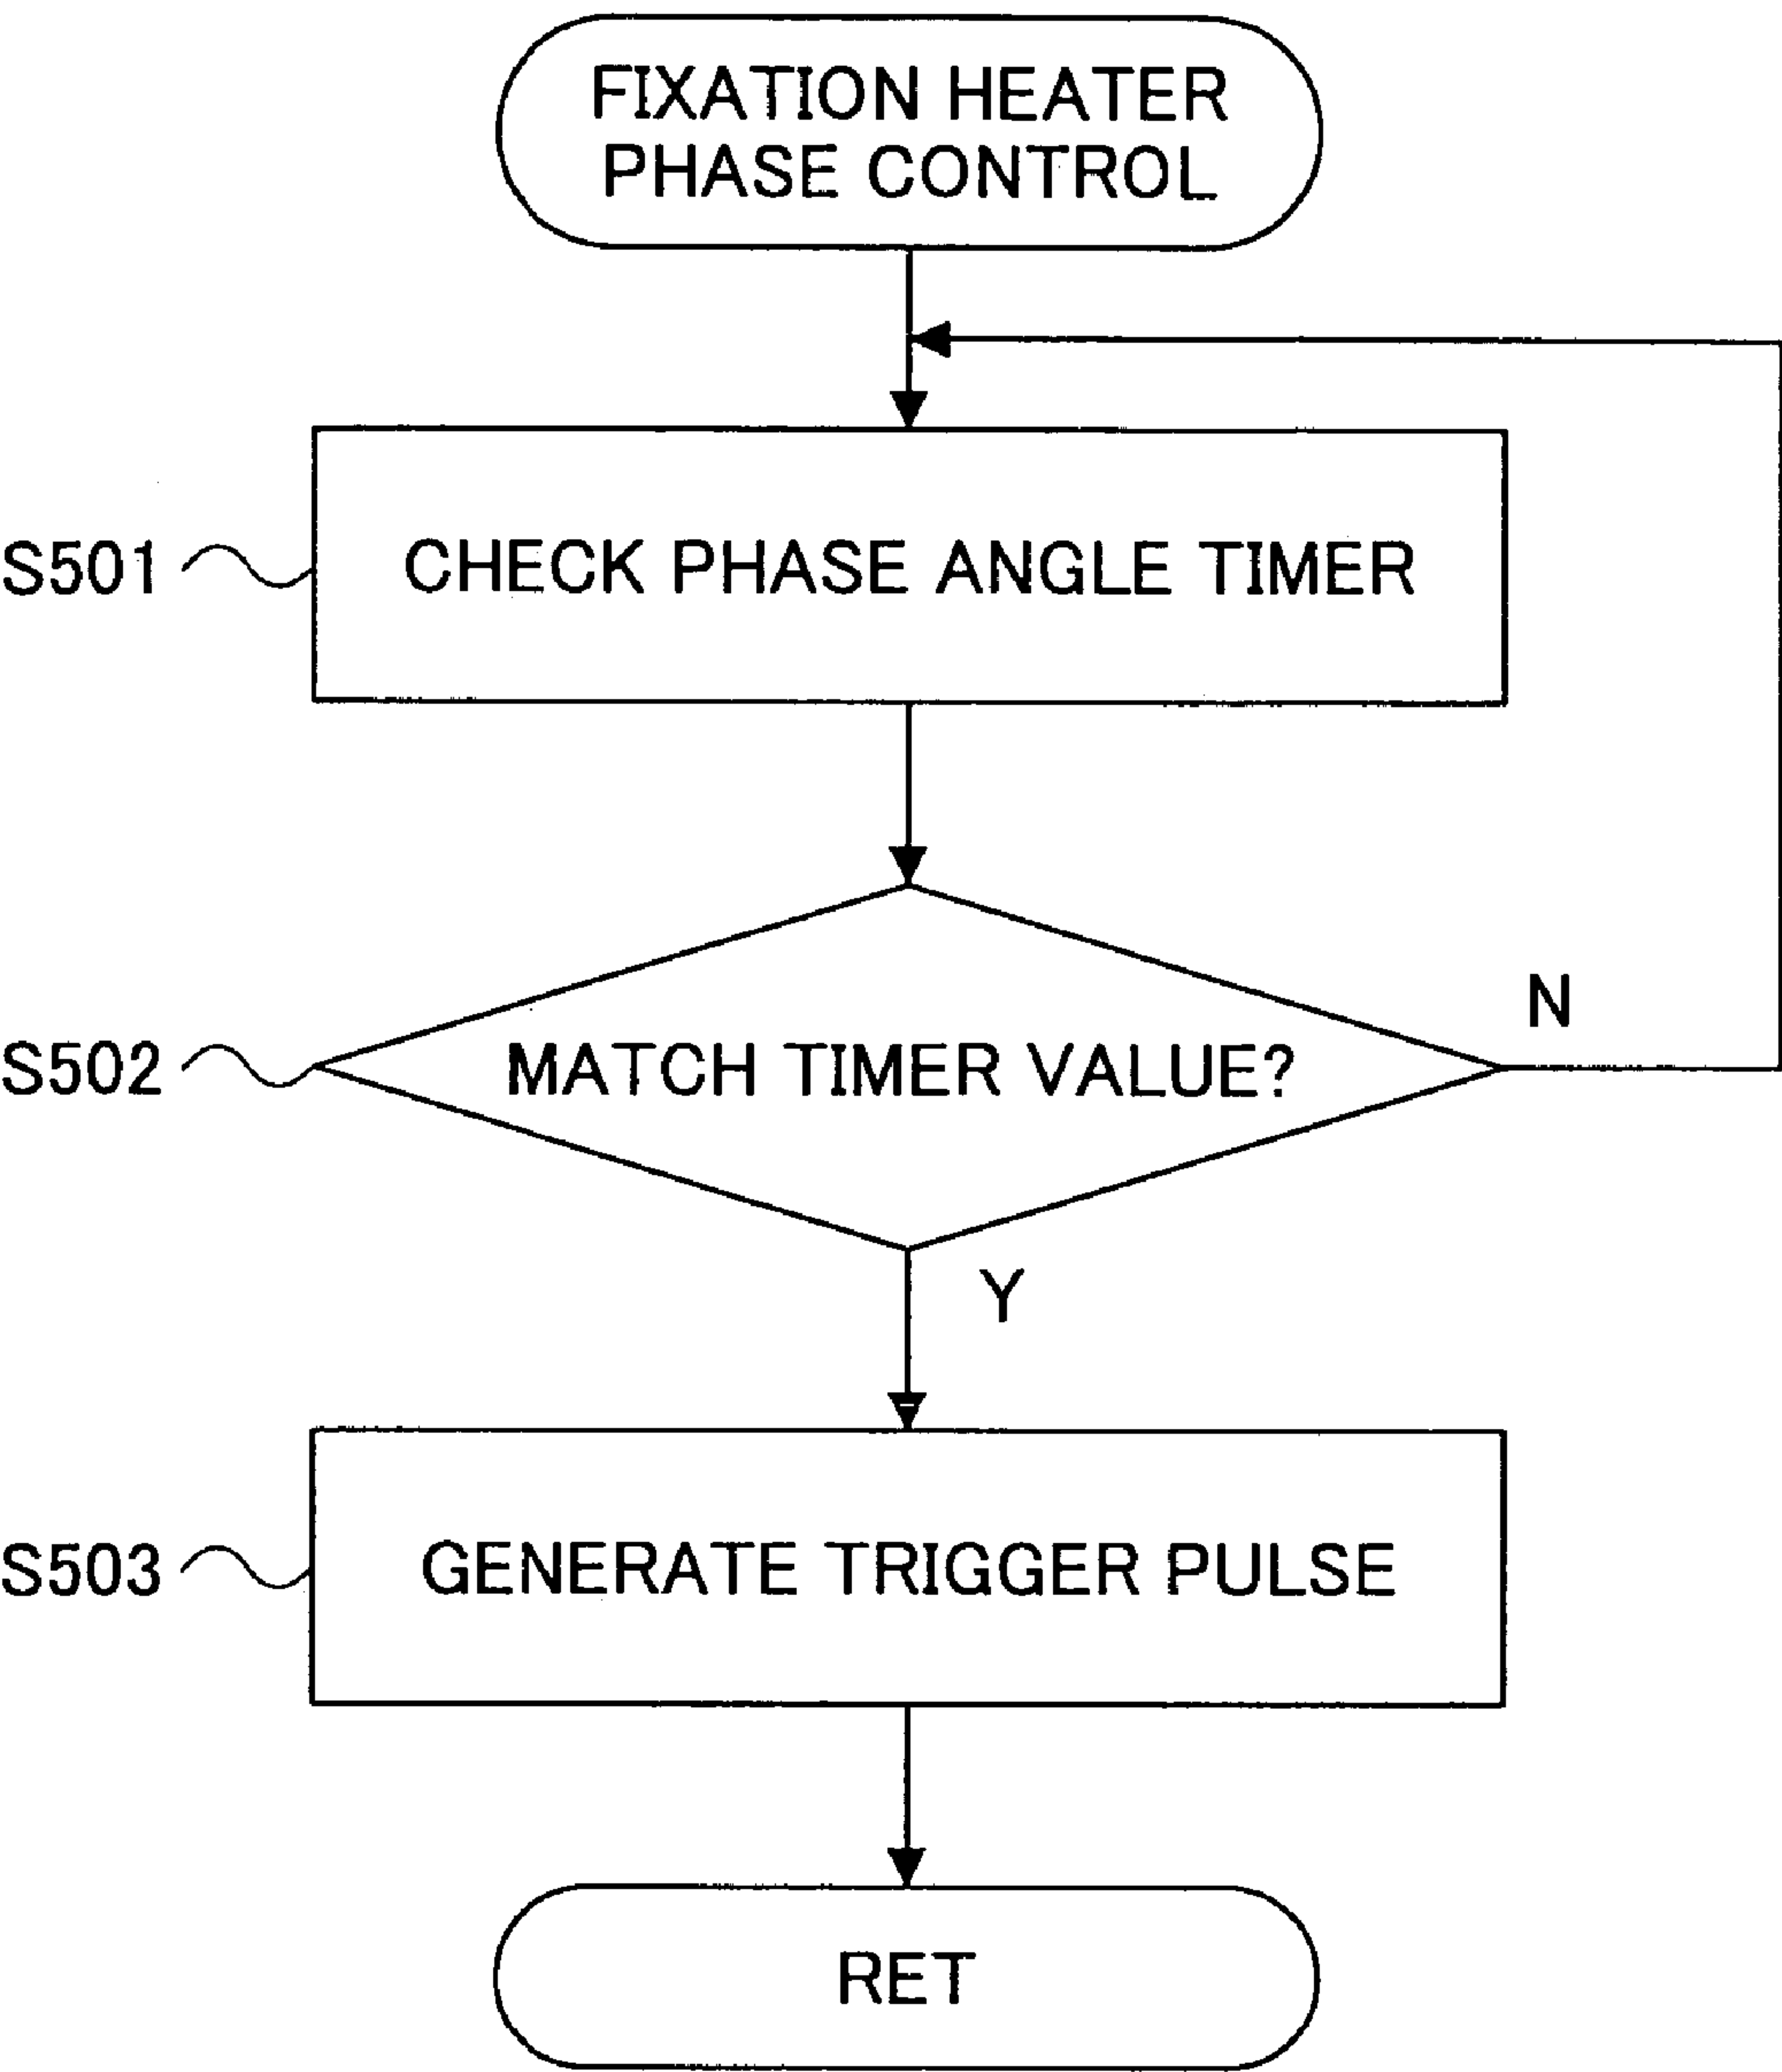 FIXATION HEATER
PHASE CONTROL
S501
CHECK PHASE ANGLE TIMER
S502
MATCH TIMER VALUE?
N
Y
S503
GENERATE TRIGGER PULSE
RET